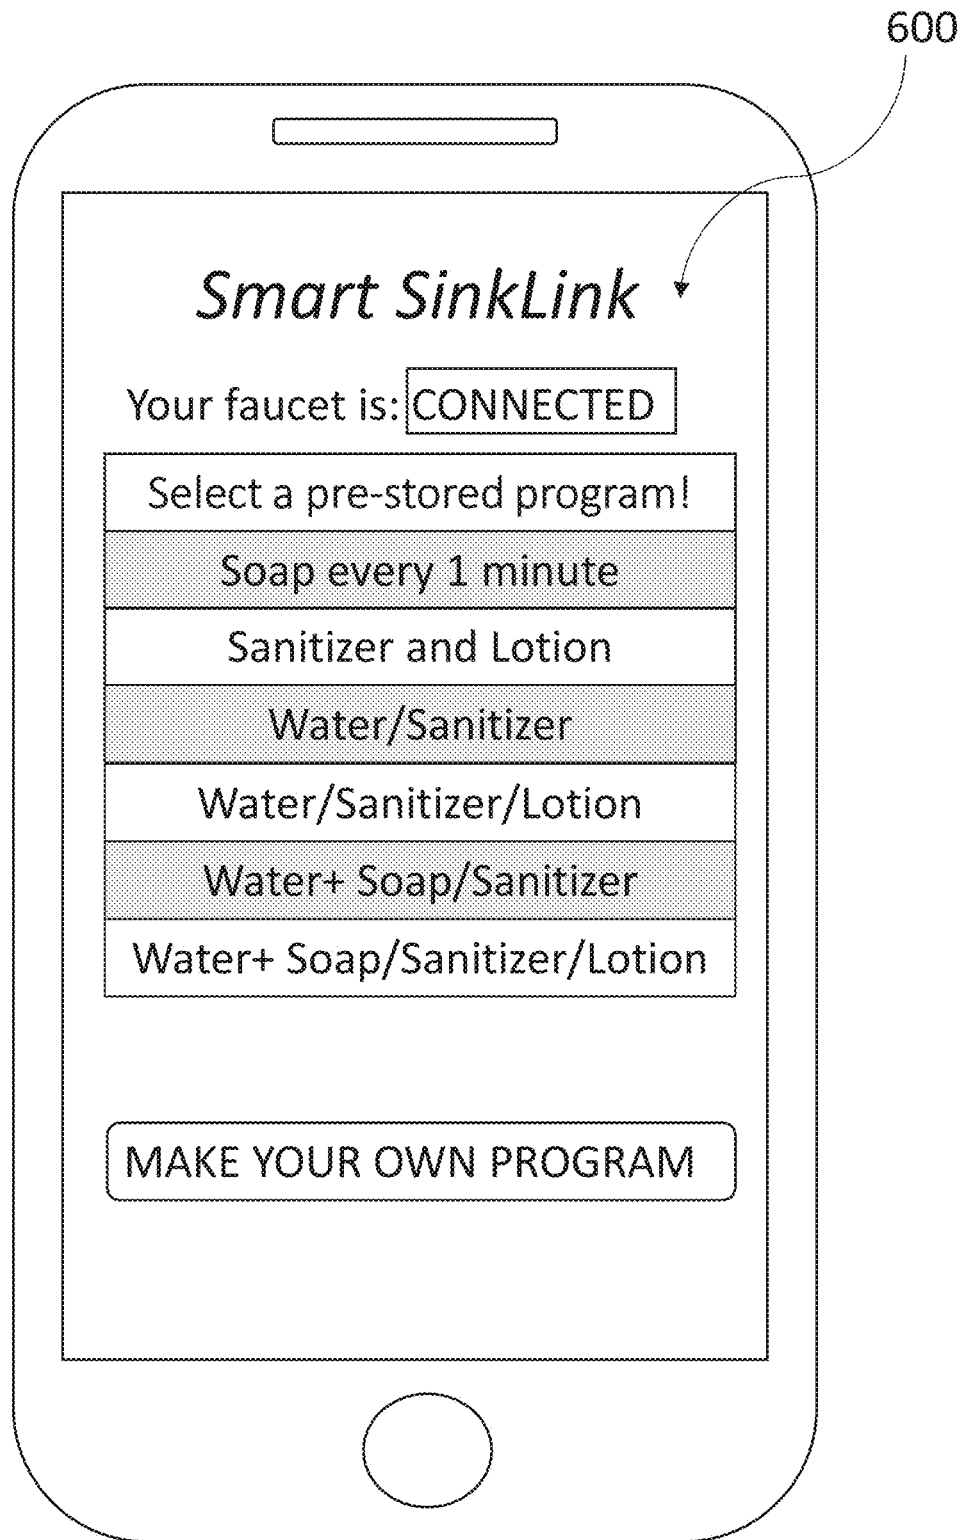 600
Smart SinkLink
Your faucet is: CONNECTED
Select a pre-stored program!
Soap every 1 minute
Sanitizer and Lotion
Water/Sanitizer
Water/Sanitizer/Lotion
Water+ Soap/Sanitizer
Water+ Soap/Sanitizer/Lotion
MAKE YOUR OWN PROGRAM